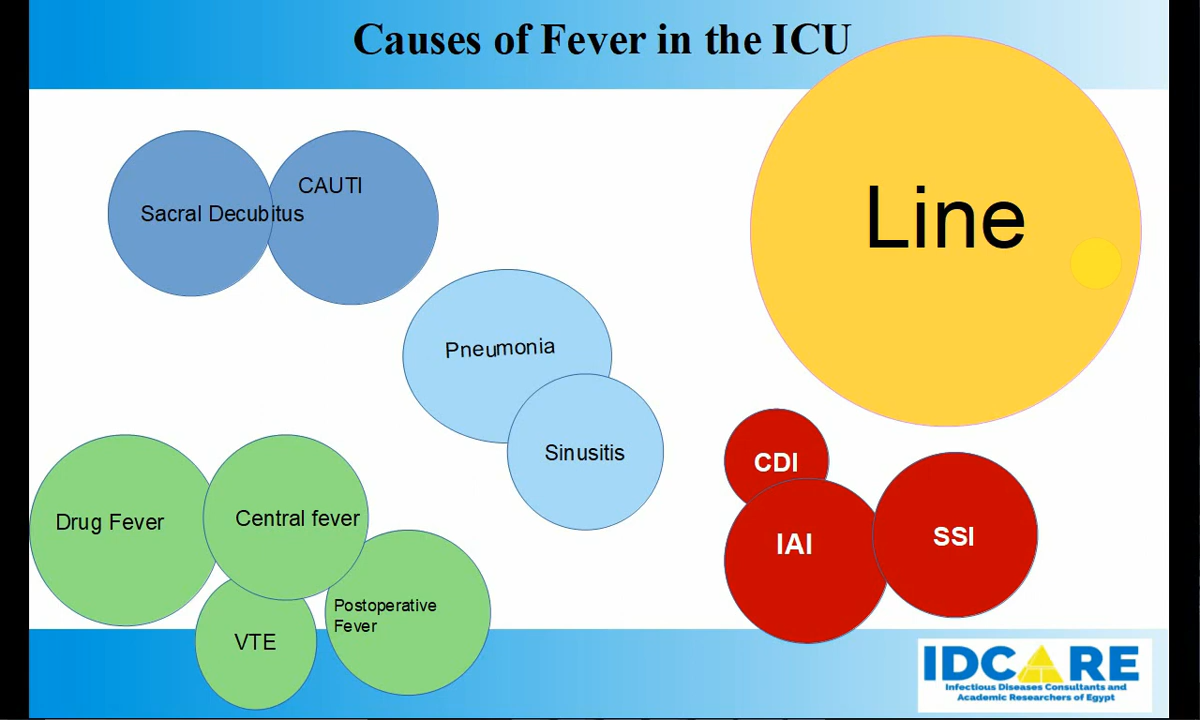 Causes of Fever in the ICU
Line
CAUTI
Sacral Decubitus
Pneumonia
Sinusitis
CDI
IAI
SSI
Drug Fever
Central fever
Postoperative
Fever
VTE
IDCARE
Infectious Diseases Consultants and
Academic Researchers of Egypt